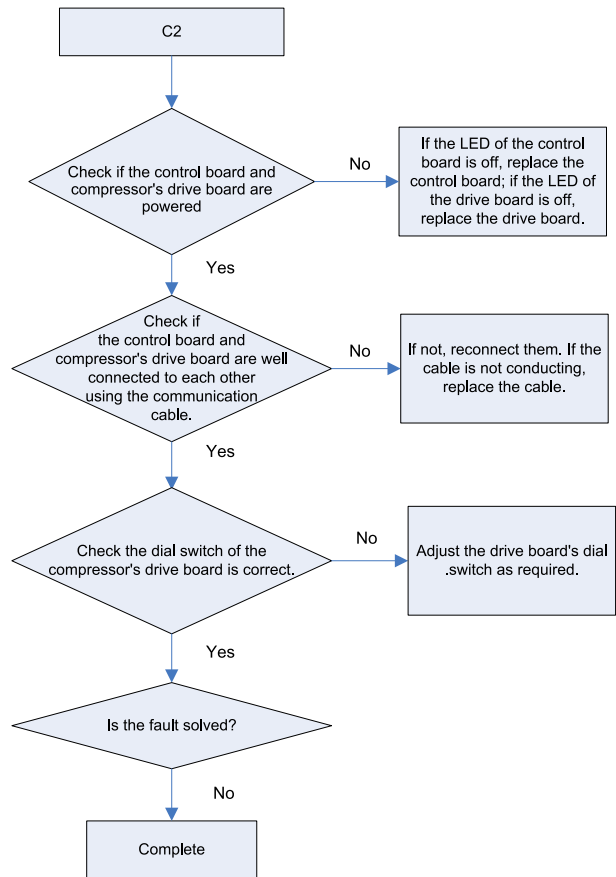 C2
Check if the control board and
compressor's drive board are
powered
No
If the LED of the control
board is off, replace the
control board; if the LED of
the drive board is off,
replace the drive board.
Yes
Check if
the control board and
compressor's drive board are well
connected to each other
using the communication
cable.
No
If not, reconnect them. If the
cable is not conducting,
replace the cable.
Yes
Check the dial switch of the
compressor's drive board is correct.
No
Adjust the drive board's dial
.switch as required.
Yes
Is the fault solved?
No
Complete